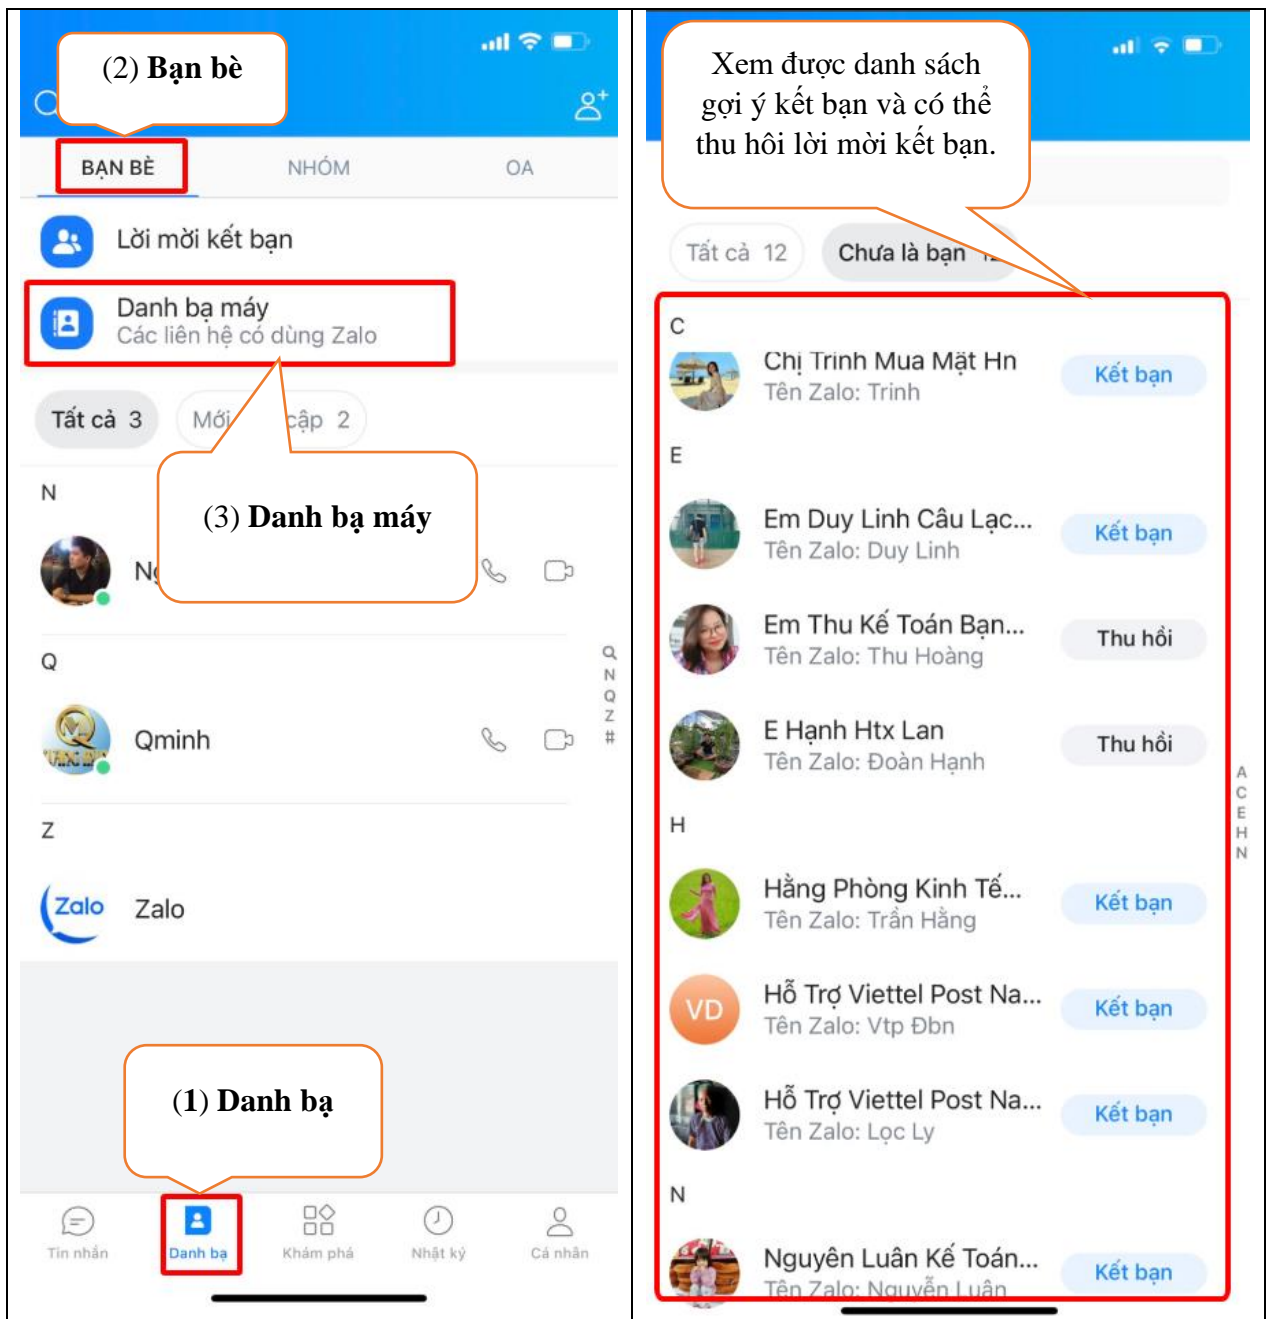 (2) Bạn bè
BẠN BÈ NHÓM OA
Lời mời kết bạn
Danh bạ máy
Các liên hệ có dùng Zalo
Tất cả 3 Mới cập 2
(3) Danh bạ máy
N
Q
Qminh
Z
Zalo Zalo
Q
N
Q
Z
#
(1) Danh bạ
Tin nhắn Danh bạ Khám phá Nhật ký Cá nhân
Xem được danh sách
gợi ý kết bạn và có thể
thu hôi lời mời kết bạn.
Tất cả 12 Chưa là bạn
C
Chị Trinh Mua Mật Hn
Tên Zalo: Trinh
Kết bạn
E
Em Duy Linh Câu Lạc...
Tên Zalo: Duy Linh
Kết bạn
Em Thu Kế Toán Bạn...
Tên Zalo: Thu Hoàng
Thu hồi
E Hạnh Htx Lan
Tên Zalo: Đoàn Hạnh
Thu hồi
H
Hằng Phòng Kinh Tế...
Tên Zalo: Trần Hằng
Kết bạn
VD
Hỗ Trợ Viettel Post Na...
Tên Zalo: Vtp Đbn
Kết bạn
Hỗ Trợ Viettel Post Na...
Tên Zalo: Lọc Ly
Kết bạn
N
Nguyên Luân Kế Toán...
Tên Zalo: Nguyễn Luân
Kết bạn
A
C
E
H
N